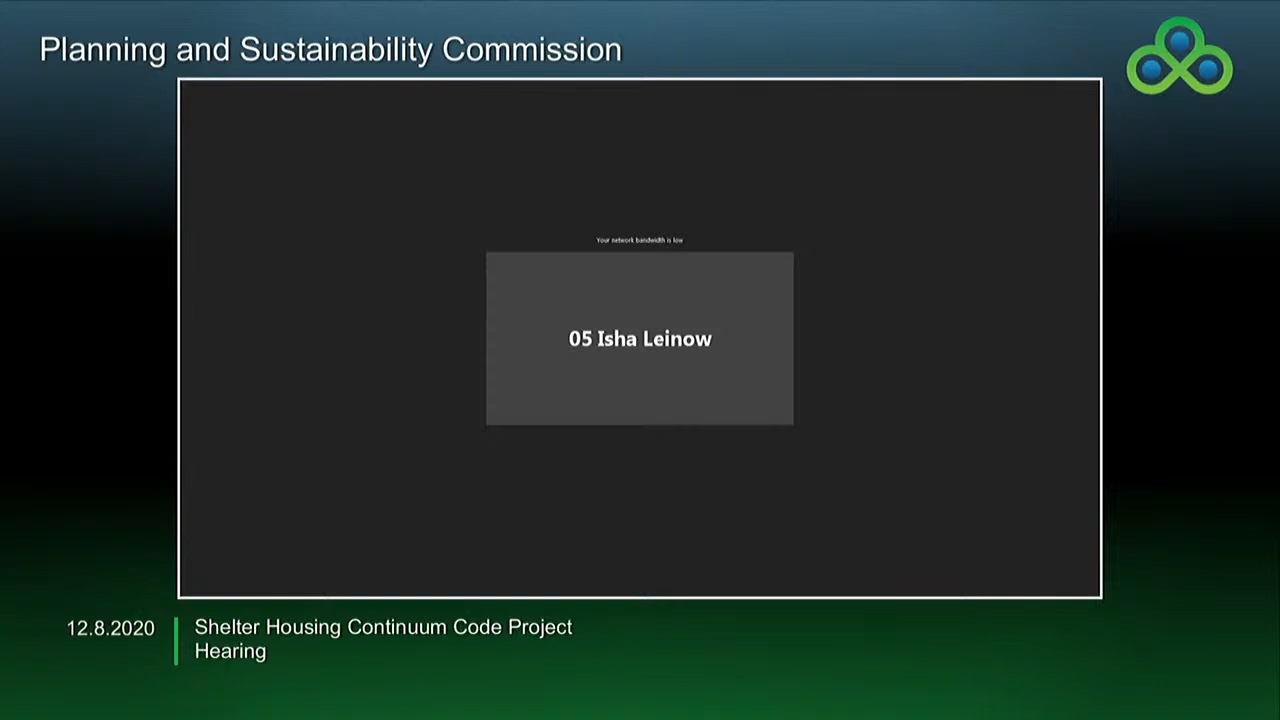 Planning and Sustainability Commission
Your network bandwidth is low
05 Isha Leinow
12.8.2020
Shelter Housing Continuum Code Project
Hearing